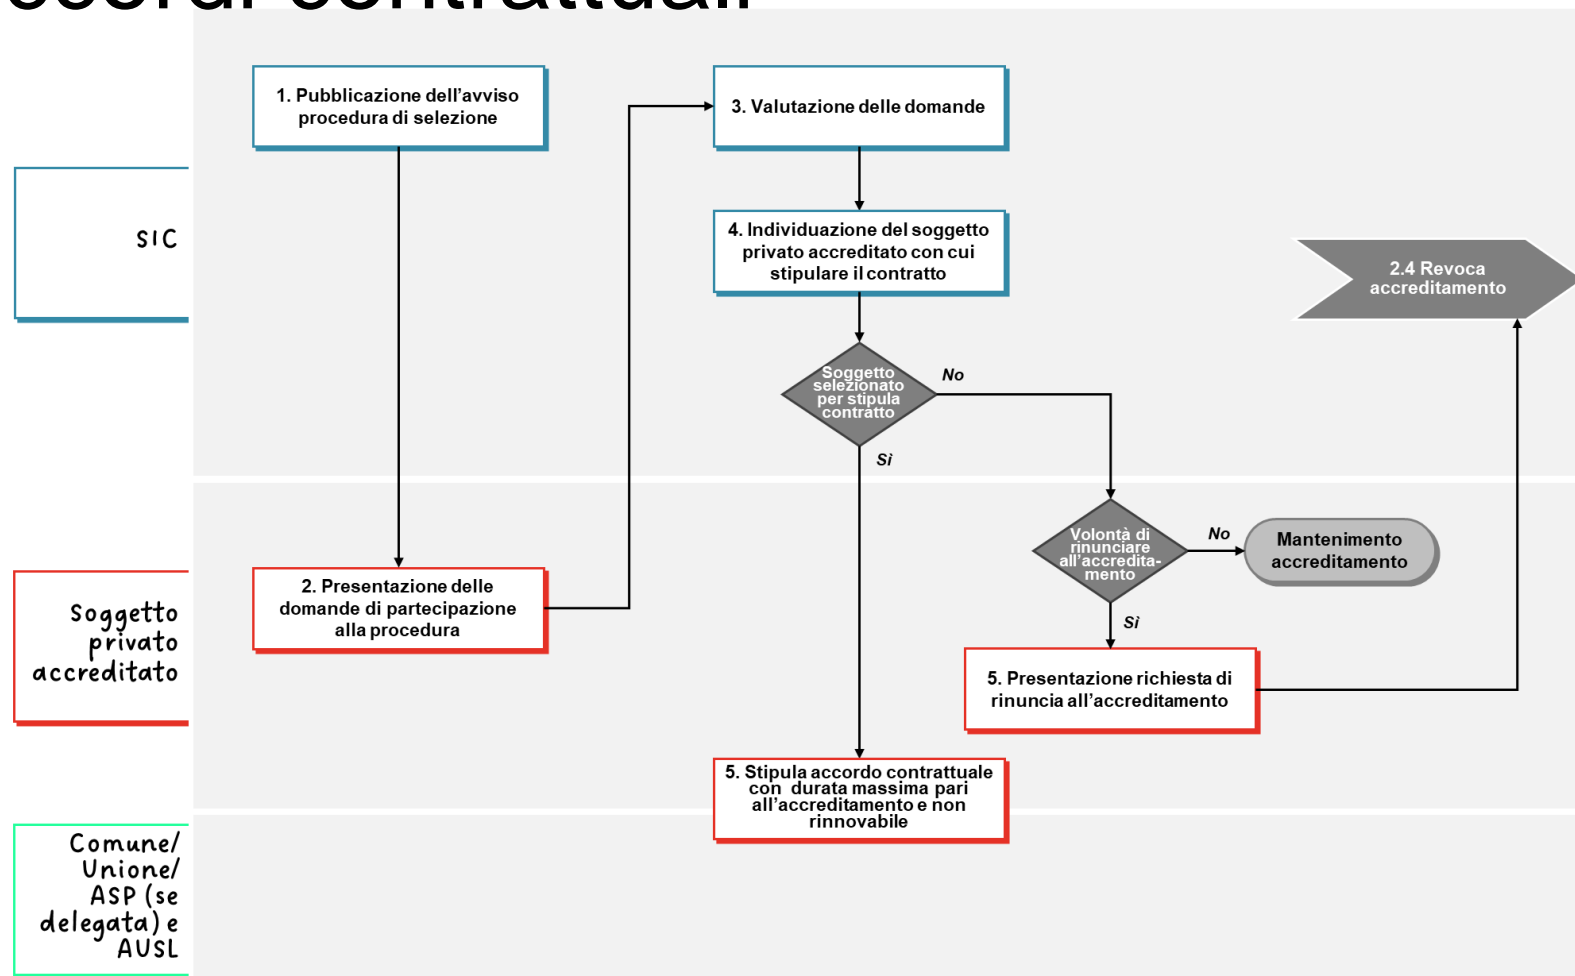 ccordi contrattuali
1. Pubblicazione dell'avviso
procedura di selezione
3. Valutazione delle domande
SIC
4. Individuazione del soggetto
privato accreditato con cui
stipulare il contratto
2.4 Revoca
accreditamento
Soggetto
selezionato
per stipula
contratto
No
Sì
Volontà di
rinunciare
all'accredita-
mento
No
Mantenimento
accreditamento
Sì
Soggetto
privato
accreditato
2. Presentazione delle
domande di partecipazione
alla procedura
5. Presentazione richiesta di
rinuncia all'accreditamento
5. Stipula accordo contrattuale
con  durata massima pari
all'accreditamento e non
rinnovabile
Comune/
Unione/
ASP (se
delegata) e
AUSL